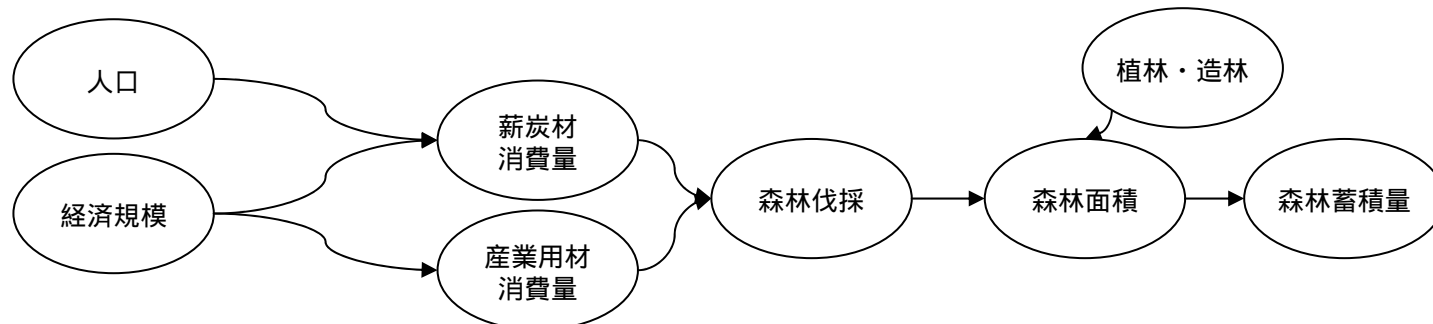 人口
経済規模
薪炭材
消費量
産業用材
消費量
森林伐採
植林・造林
森林面積
森林蓄積量